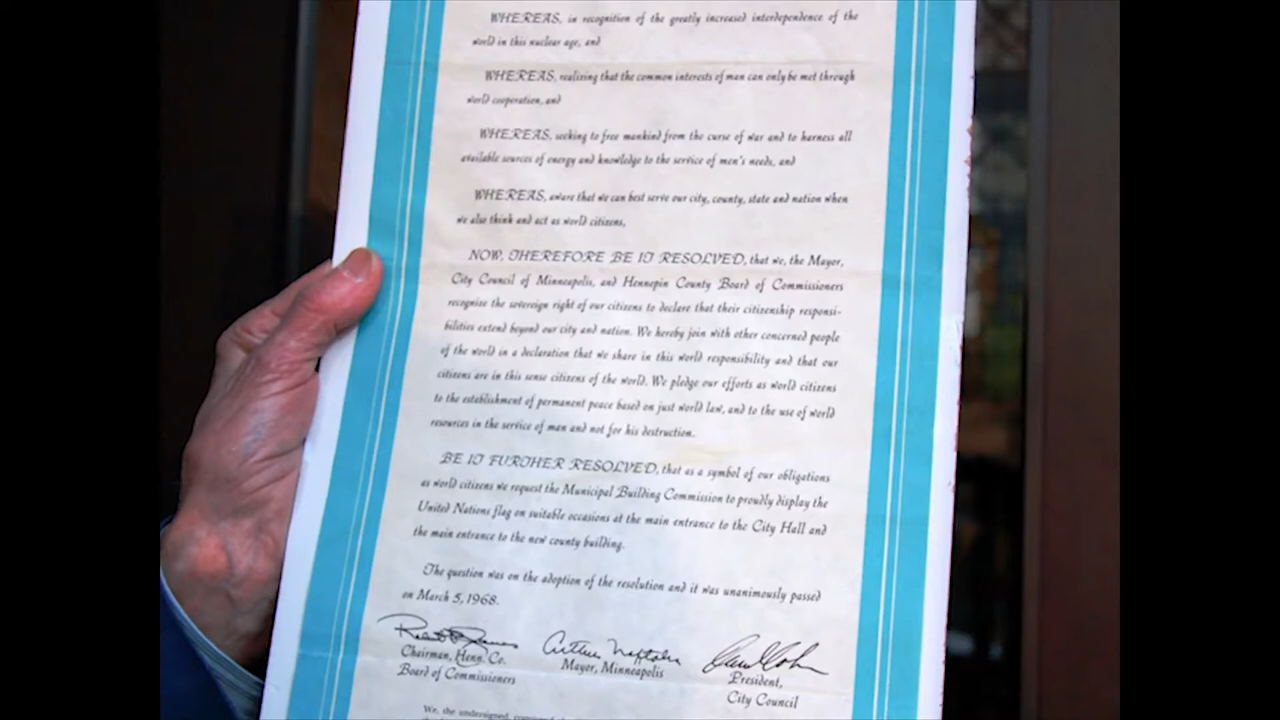 WHEREAS, in recognition of the greatly increased interdependence of the
world in this nuclear age, and
WHEREAS, realizing that the common interests of man can only be met through
world cooperation, and
WHEREAS, seeking to free mankind from the curse of war and to harness all
available sources of energy and knowledge to the service of men's needs, and
WHEREAS, aware that we can best serve our city, county, state and nation when
we also think and act as world citizens,
NOW, THEREFORE BE IT RESOLVED, that we, the Mayor,
City Council of Minneapolis, and Hennepin County Board of Commissioners
recognize the sovereign right of our citizens to declare that their citizenship responsi-
bilities extend beyond our city and nation. We hereby join with other concerned people
of the world in a declaration that we share in this world responsibility and that our
citizens are in this sense citizens of the world. We pledge our efforts as world citizens
to the establishment of permanent peace based on just world law, and to the use of world
resources in the service of man and not for his destruction.
BE IT FURTHER RESOLVED, that as a symbol of our obligations
as world citizens we request the Municipal Building Commission to proudly display the
United Nations flag on suitable occasions at the main entrance to the City Hall and
the main entrance to the new county building.
The question was on the adoption of the resolution and it was unanimously passed
on March 5, 1968.
Arthur Naftalin
Chairman, Henn. Co.
Board of Commissioners
Mayor, Minneapolis
President,
City Council
We, the undersigned